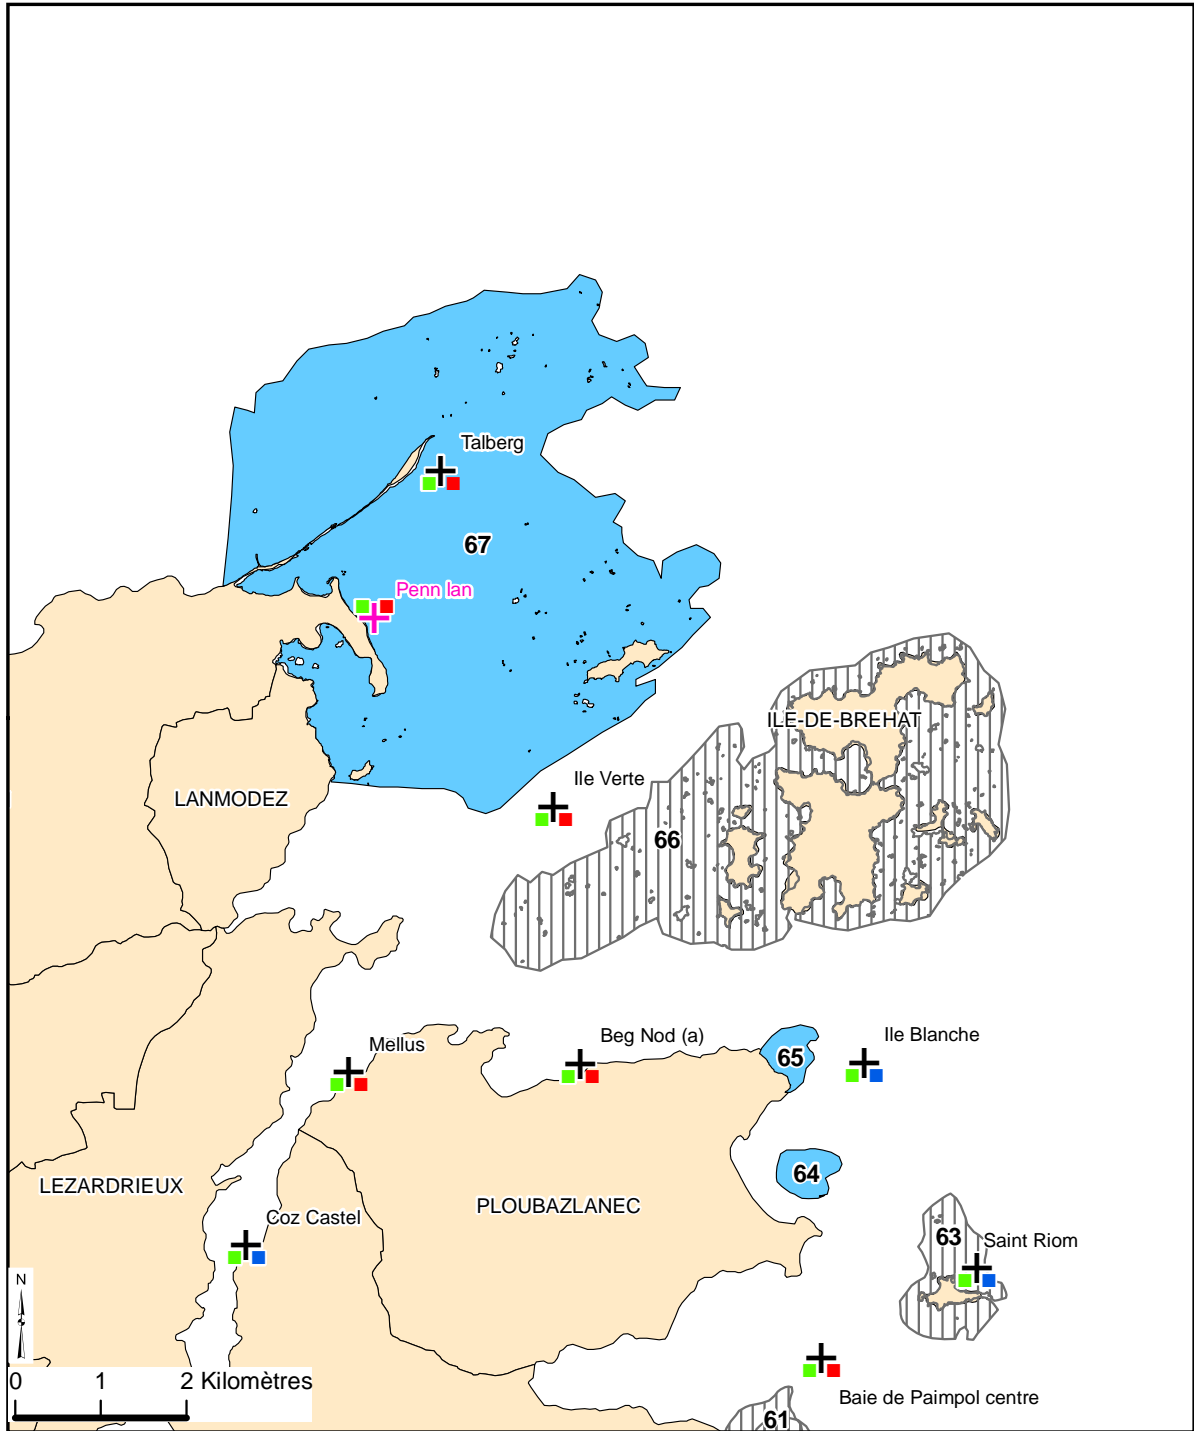 Talberg
67
Penn lan
ILE-DE-BREHAT
Ile Verte
LANMODEZ
66
Beg Nod (a)
Ile Blanche
Mellus
65
64
LEZARDRIEUX
PLOUBAZLANEC
Coz Castel
63
Saint Riom
N
0 1 2 Kilomètres
Baie de Paimpol centre
61